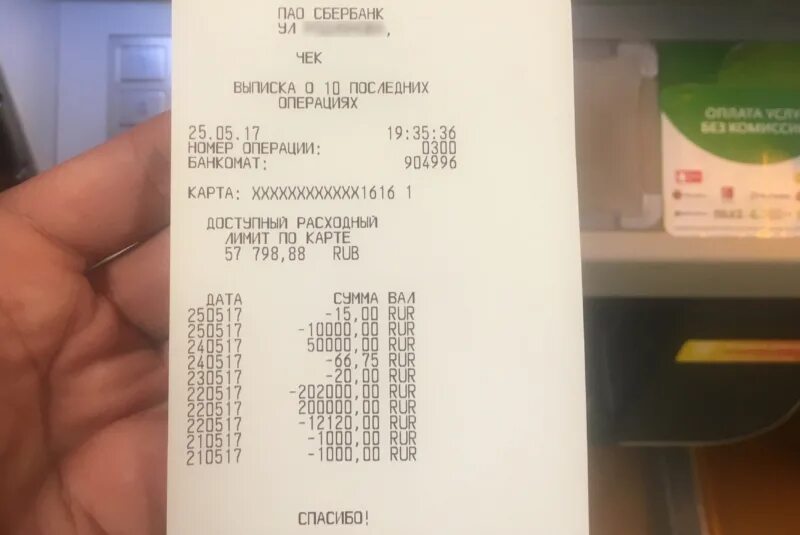 ПАО СБЕРБАНК
УЛ ,
ЧЕК
ВЫПИСКА О 10 ПОСЛЕДНИХ
ОПЕРАЦИЯХ
25.05.17 19:35:36
НОМЕР ОПЕРАЦИИ: 0300
БАНКОМАТ: 904996
КАРТА: XXXXXXXXXXXX1616 1
ДОСТУПНЫЙ РАСХОДНЫЙ
ЛИМИТ ПО КАРТЕ
57 798,88 RUB
ДАТА СУММА ВАЛ
250517 -15,00 RUR
250517 -10000,00 RUR
240517 50000,00 RUR
240517 -66,75 RUR
230517 -20,00 RUR
220517 -202000,00 RUR
220517 200000,00 RUR
220517 -12120,00 RUR
210517 -1000,00 RUR
210517 -1000,00 RUR
СПАСИБО!
ОПЛАТА УСЛУ
БЕЗ КОМИССИ